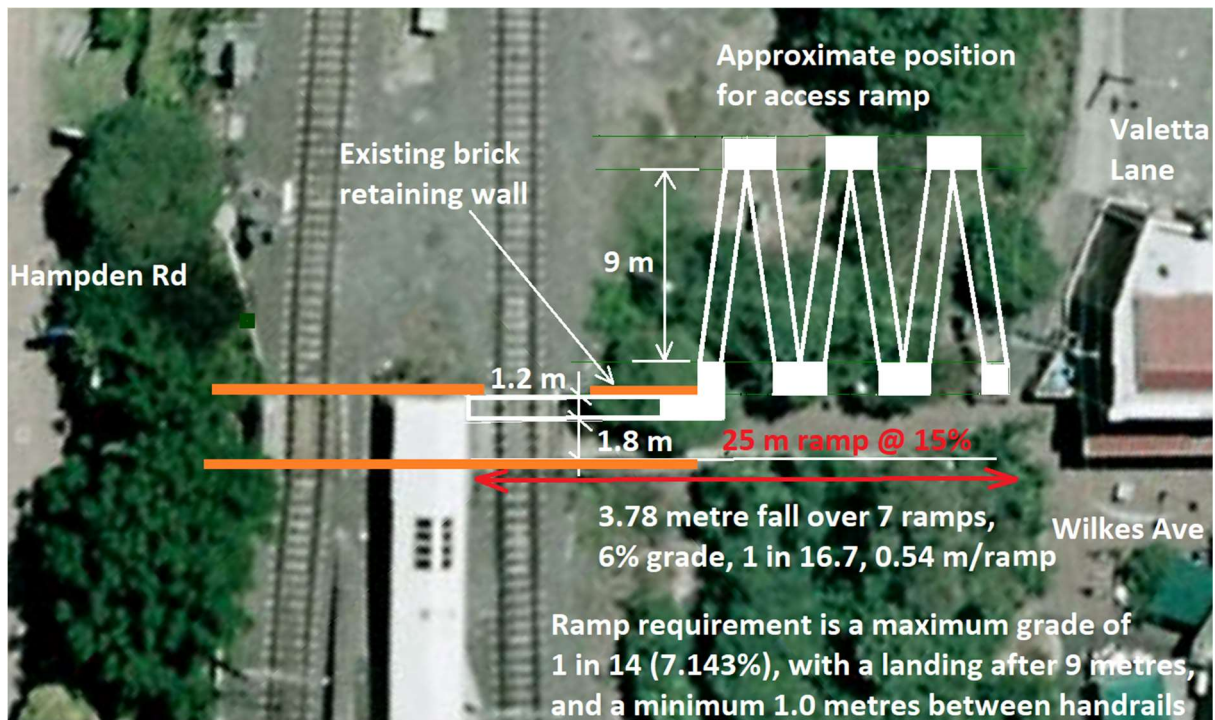 Approximate position
for access ramp
Valetta
Lane
Existing brick
retaining wall
Hampden Rd
9 m
1.2 m
1.8 m
25 m ramp @ 15%
3.78 metre fall over 7 ramps,
6% grade, 1 in 16.7, 0.54 m/ramp
Wilkes Ave
Ramp requirement is a maximum grade of
1 in 14 (7.143%), with a landing after 9 metres,
and a minimum 1.0 metres between handrails